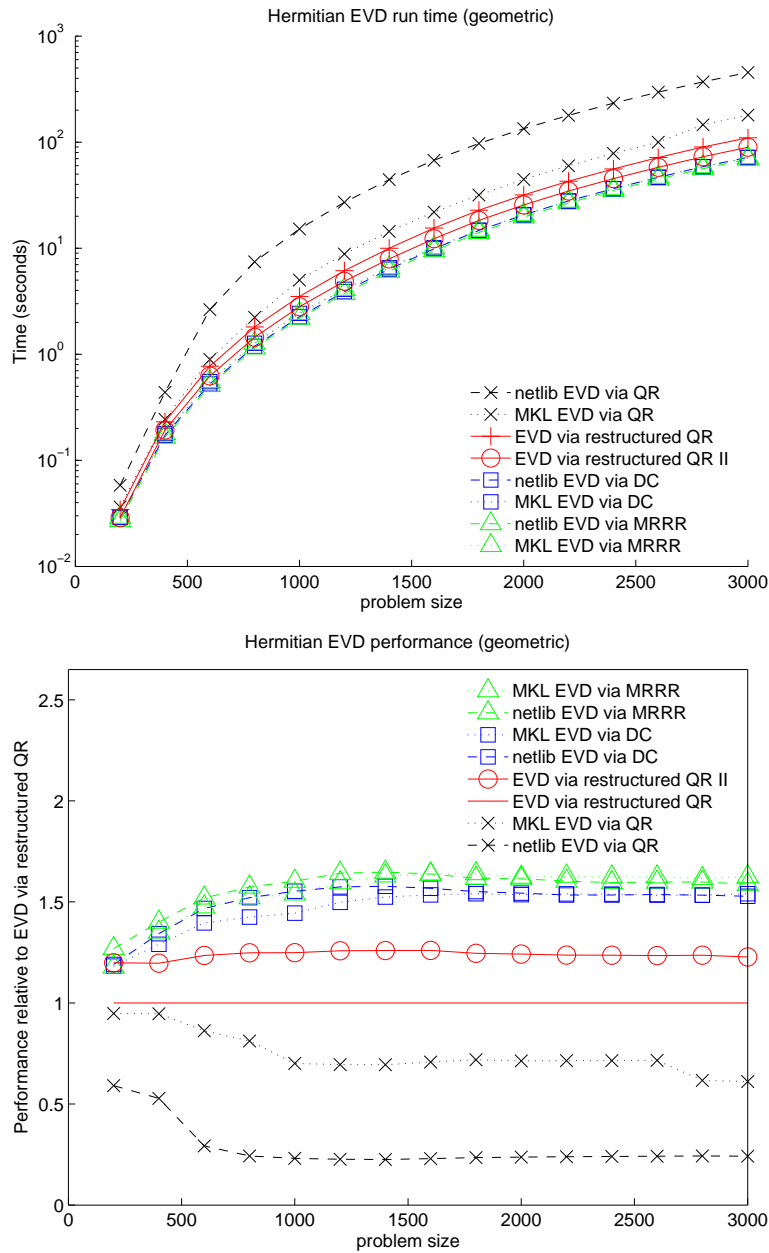 Hermitian EVD run time (geometric)
10^3
10^2
10^1
10^0
10^-1
10^-2
Time (seconds)
netlib EVD via QR
MKL EVD via QR
EVD via restructured QR
EVD via restructured QR II
netlib EVD via DC
MKL EVD via DC
netlib EVD via MRRR
MKL EVD via MRRR
0 500 1000 1500 2000 2500 3000
problem size
Hermitian EVD performance (geometric)
2.5
2
1.5
1
0.5
0
Performance relative to EVD via restructured QR
MKL EVD via MRRR
netlib EVD via MRRR
MKL EVD via DC
netlib EVD via DC
EVD via restructured QR II
EVD via restructured QR
MKL EVD via QR
netlib EVD via QR
0 500 1000 1500 2000 2500 3000
problem size